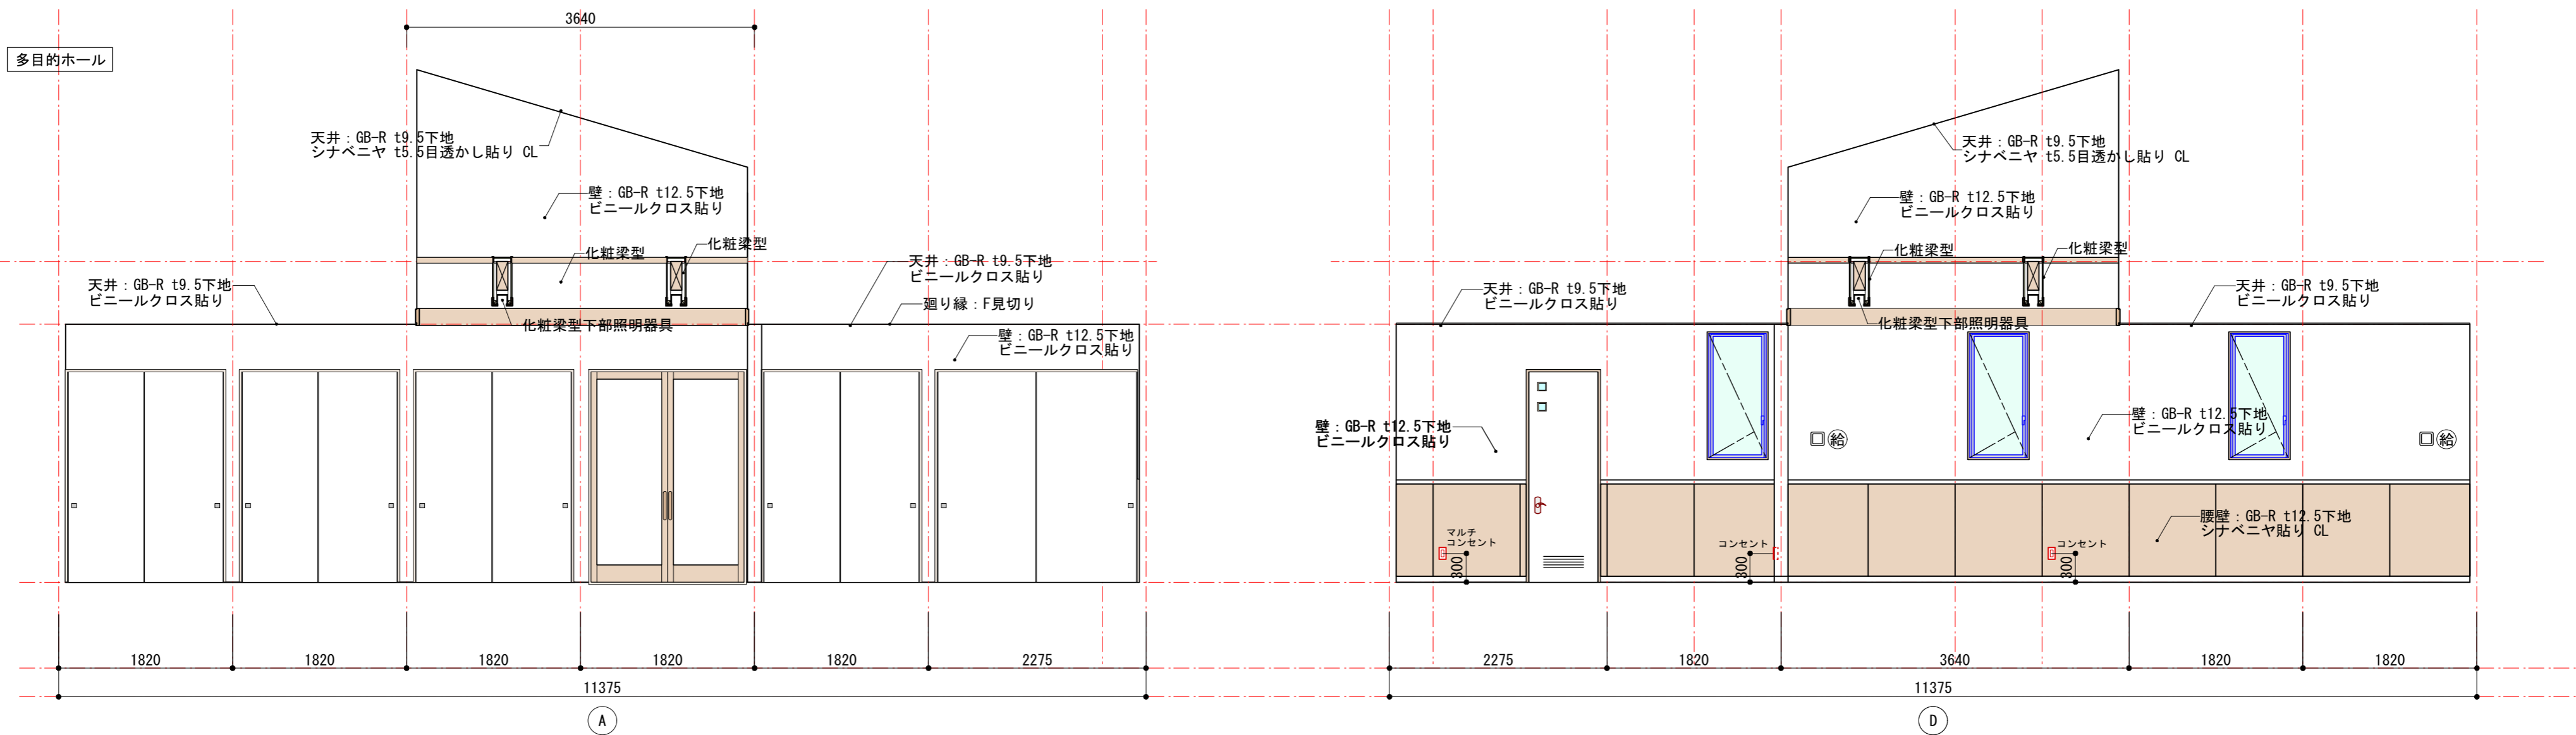 多目的ホール
3640
天井：GB-R t9.5下地
シナベニヤ t5.5目透かし貼り CL
壁：GB-R t12.5下地
ビニールクロス貼り
化粧梁型
化粧梁型
天井：GB-R t9.5下地
ビニールクロス貼り
天井：GB-R t9.5下地
ビニールクロス貼り
廻り縁：F見切り
化粧梁型下部照明器具
壁：GB-R t12.5下地
ビニールクロス貼り
1820
1820
1820
1820
1820
2275
11375
A
天井：GB-R t9.5下地
シナベニヤ t5.5目透かし貼り CL
壁：GB-R t12.5下地
ビニールクロス貼り
化粧梁型
化粧梁型
天井：GB-R t9.5下地
ビニールクロス貼り
天井：GB-R t9.5下地
ビニールクロス貼り
化粧梁型下部照明器具
壁：GB-R t12.5下地
ビニールクロス貼り
壁：GB-R t12.5下地
ビニールクロス貼り
給
給
腰壁：GB-R t12.5下地
シナベニヤ貼り CL
マルチ
コンセント
300
コンセント
300
コンセント
300
2275
1820
3640
1820
1820
11375
D